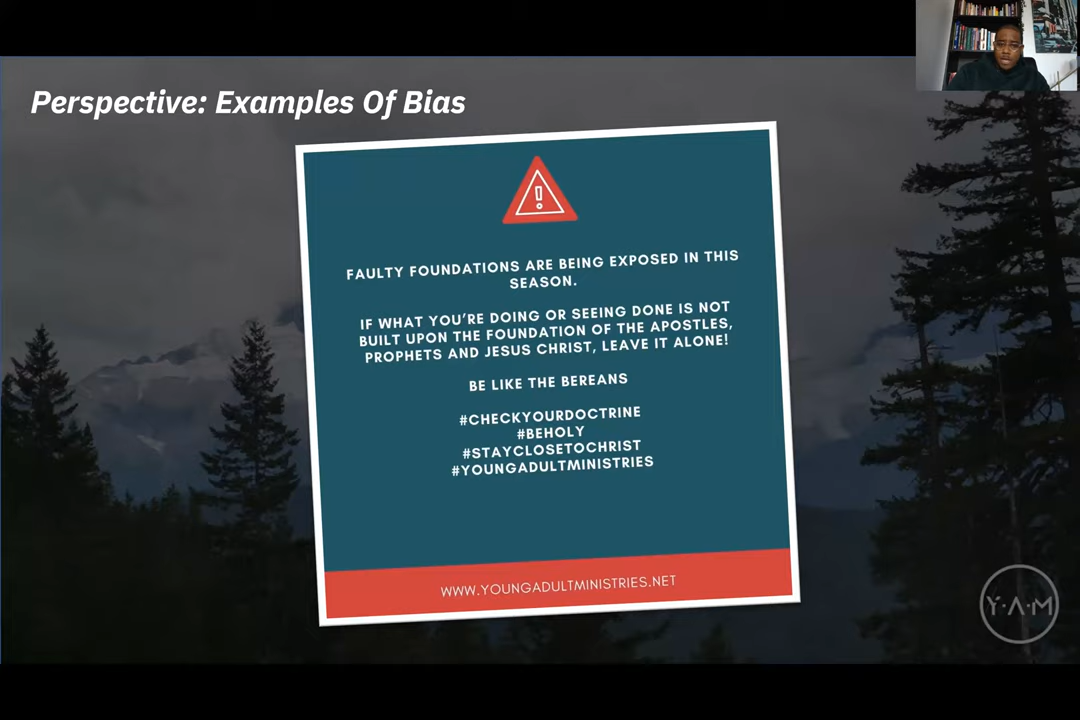 Perspective: Examples Of Bias
FAULTY FOUNDATIONS ARE BEING EXPOSED IN THIS
SEASON.
IF WHAT YOU'RE DOING OR SEEING DONE IS NOT
BUILT UPON THE FOUNDATION OF THE APOSTLES,
PROPHETS AND JESUS CHRIST, LEAVE IT ALONE!
BE LIKE THE BEREANS
#CHECKYOURDOCTRINE
#BEHOLY
#STAYCLOSETOCHRIST
#YOUNGADULTMINISTRIES
WWW.YOUNGADULTMINISTRIES.NET
Y·A·M